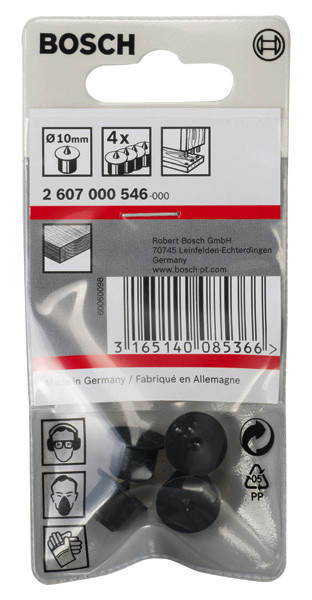 BOSCH
Ø10mm
4x
2 607 000 546-000
Robert Bosch GmbH
70745 Leinfelden-Echterdingen
Germany
www.bosch-pt.com
60060098
3 165140 085366 >
Made in Germany / Fabriqué en Allemagne
05
PP